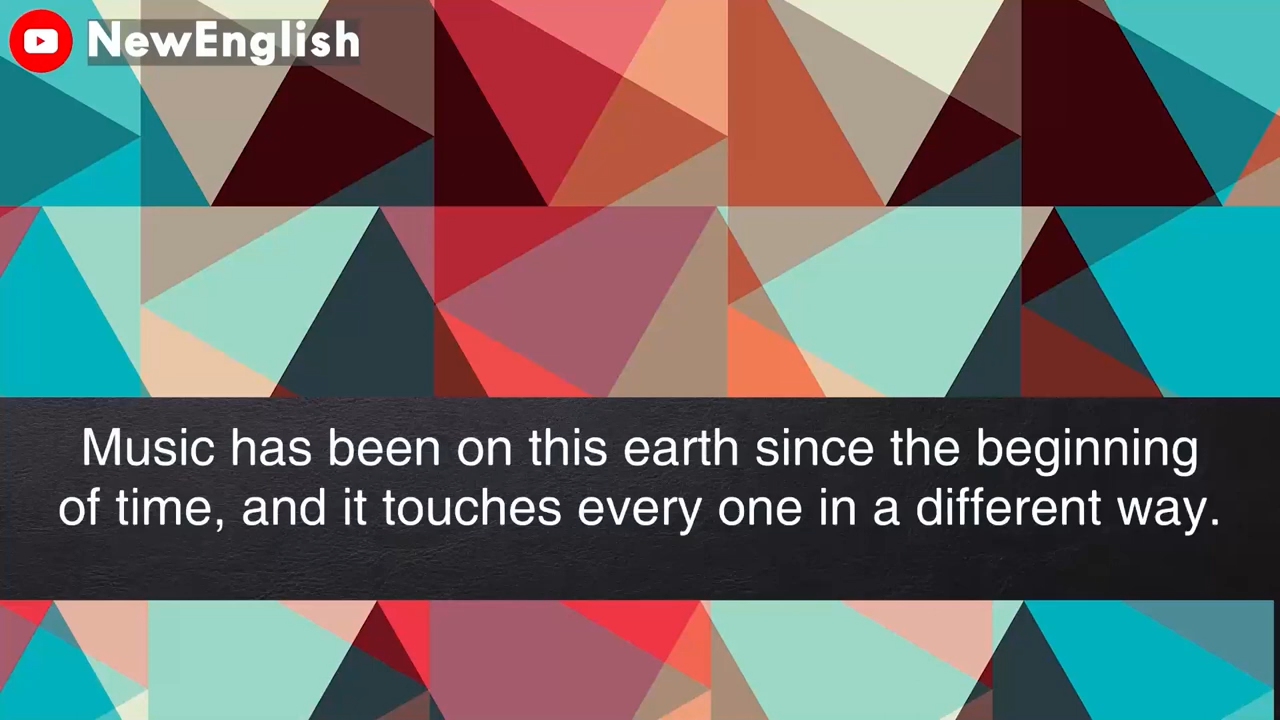 NewEnglish
Music has been on this earth since the beginning
of time, and it touches every one in a different way.